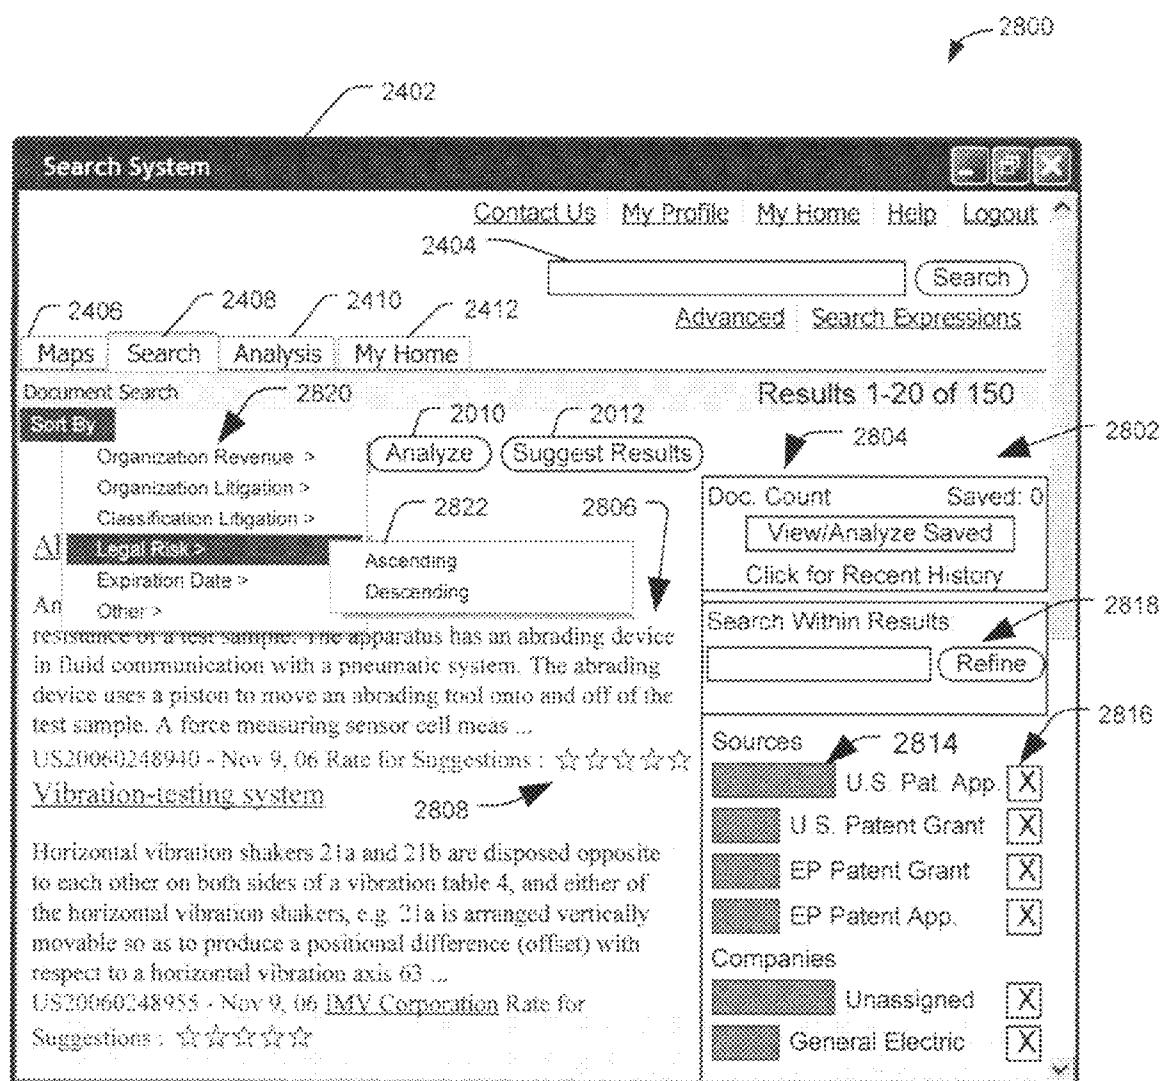 2800
2402
Search System
Contact Us My Profile My Home Help Logout
2404
Search
Advanced Search Expressions
2406 2408 2410 2412
Maps Search Analysis My Home
Document Search 2820 Results 1-20 of 150
Sort By 2010 2012 2804 2802
Organization Revenue > Analyze Suggest Results
Organization Litigation > Doc. Count Saved: 0
Classification Litigation > 2822 2806 View/Analyze Saved
Legal Risk > Ascending
Expiration Date > Descending Click for Recent History
Other > 2818
An Search Within Results
resistence of a test sample. The apparatus has an abrading device
in fluid communication with a pneumatic system. The abrading Refine
device uses a piston to move an abrading tool onto and off of the
test sample. A force measuring sensor cell meas ... 2816
US20060248940 - Nov 9, 06 Rate for Suggestions : ☆☆☆☆☆ Sources 2814
Vibration-testing system U.S. Pat. App. X
2808 U.S. Patent Grant X
Horizontal vibration shakers 21a and 21b are disposed opposite
to each other on both sides of a vibration table 4, and either of EP Patent Grant X
the horizontal vibration shakers, e.g. 21a is arranged vertically EP Patent App. X
movable so as to produce a positional difference (offset) with
respect to a horizontal vibration axis 63 ... Companies
US20060248955 - Nov 9, 06 IMV Corporation Rate for Unassigned X
Suggestions : ☆☆☆☆☆ General Electric X